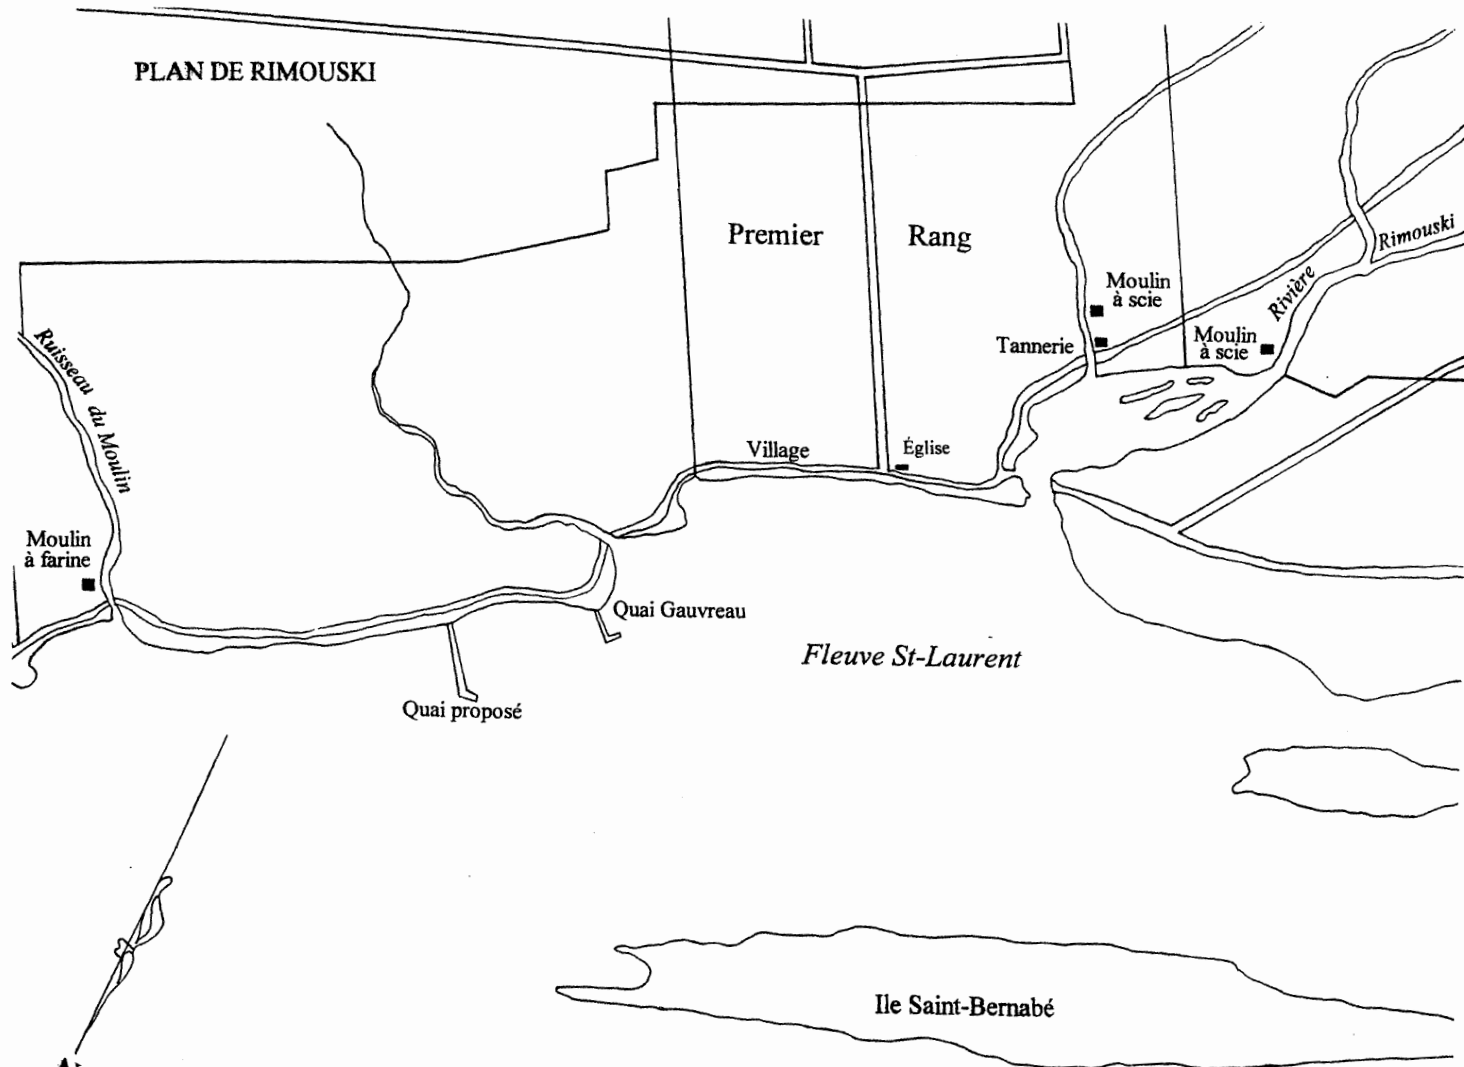 PLAN DE RIMOUSKI
Premier Rang
Moulin
à scie
Rivière Rimouski
Moulin
à scie
Tannerie
Ruisseau du Moulin
Village
Église
Moulin
à farine
Quai Gauvreau
Fleuve St-Laurent
Quai proposé
Ile Saint-Bernabé